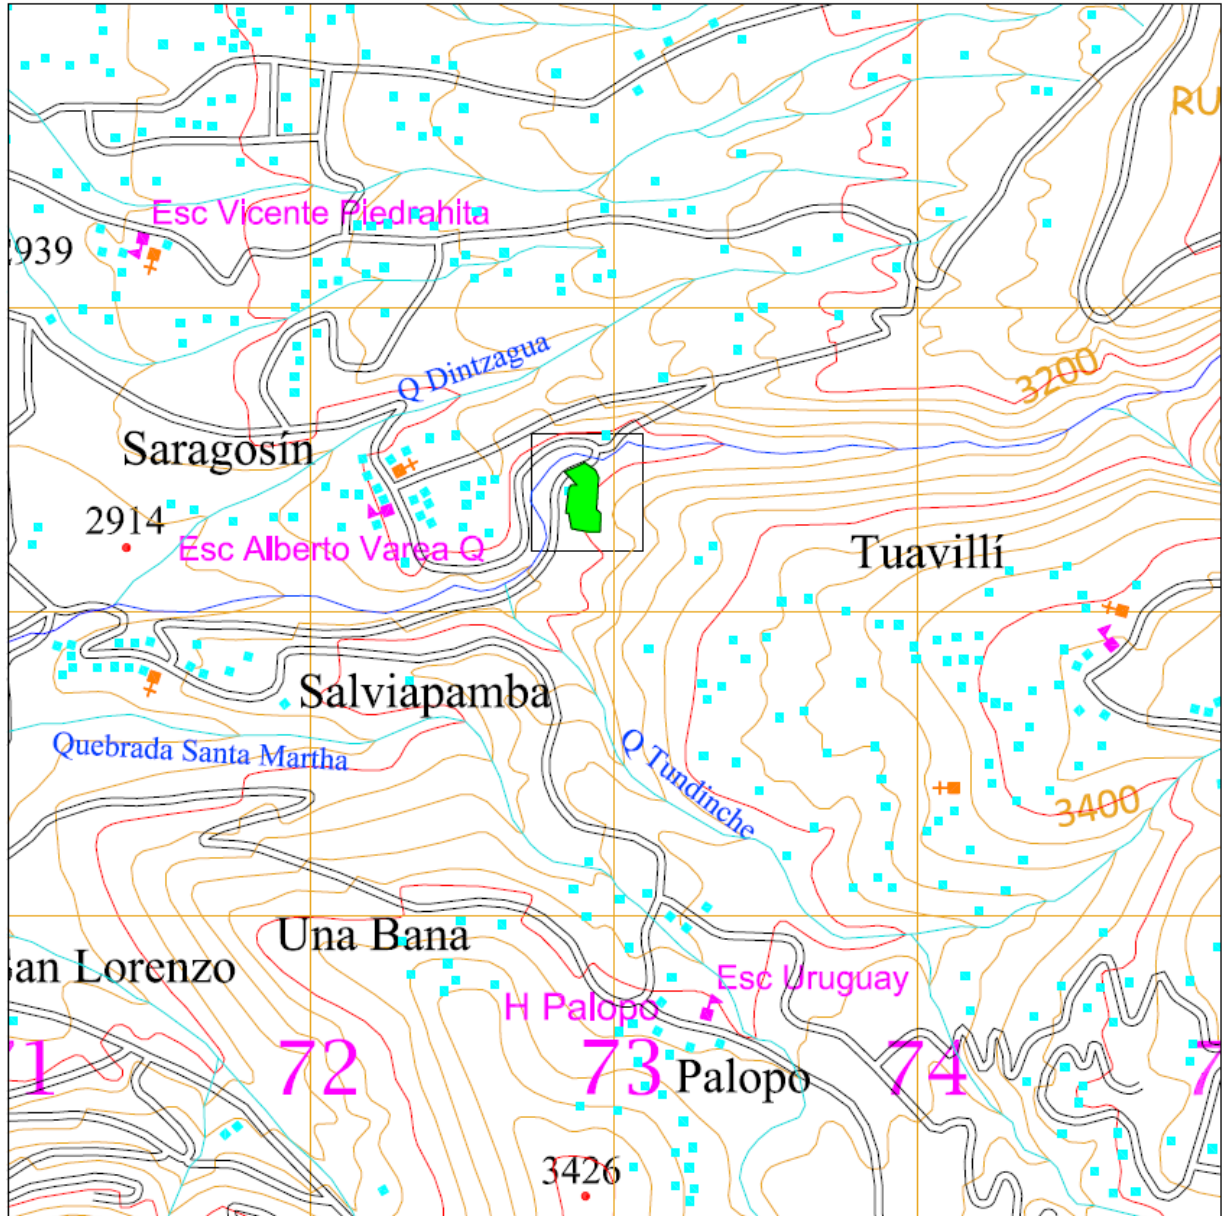 RU
Esc Vicente Piedrahita
2939
Q Dintzagua
3200
Saragosín
2914
Esc Alberto Varea Q
Tuavillí
Salviapamba
Quebrada Santa Martha
Q Tundinche
3400
Una Bana
San Lorenzo
Esc Uruguay
H Palopo
71 72 73 74 7
Palopo
3426